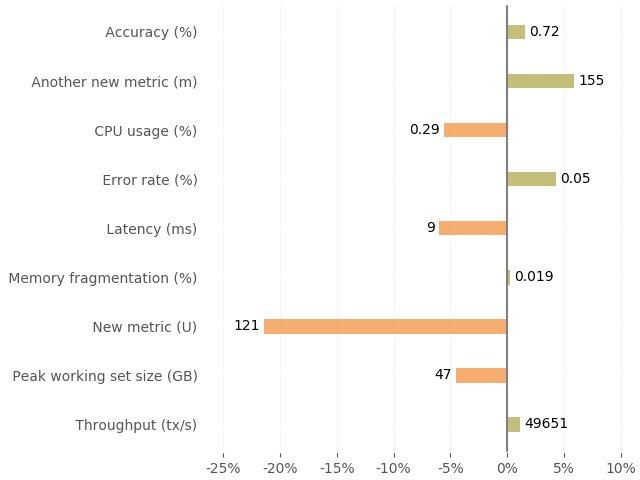 Accuracy (%) 0.72
Another new metric (m) 155
CPU usage (%) 0.29
Error rate (%) 0.05
Latency (ms) 9
Memory fragmentation (%) 0.019
New metric (U) 121
Peak working set size (GB) 47
Throughput (tx/s) 49651
-25% -20% -15% -10% -5% 0% 5% 10%